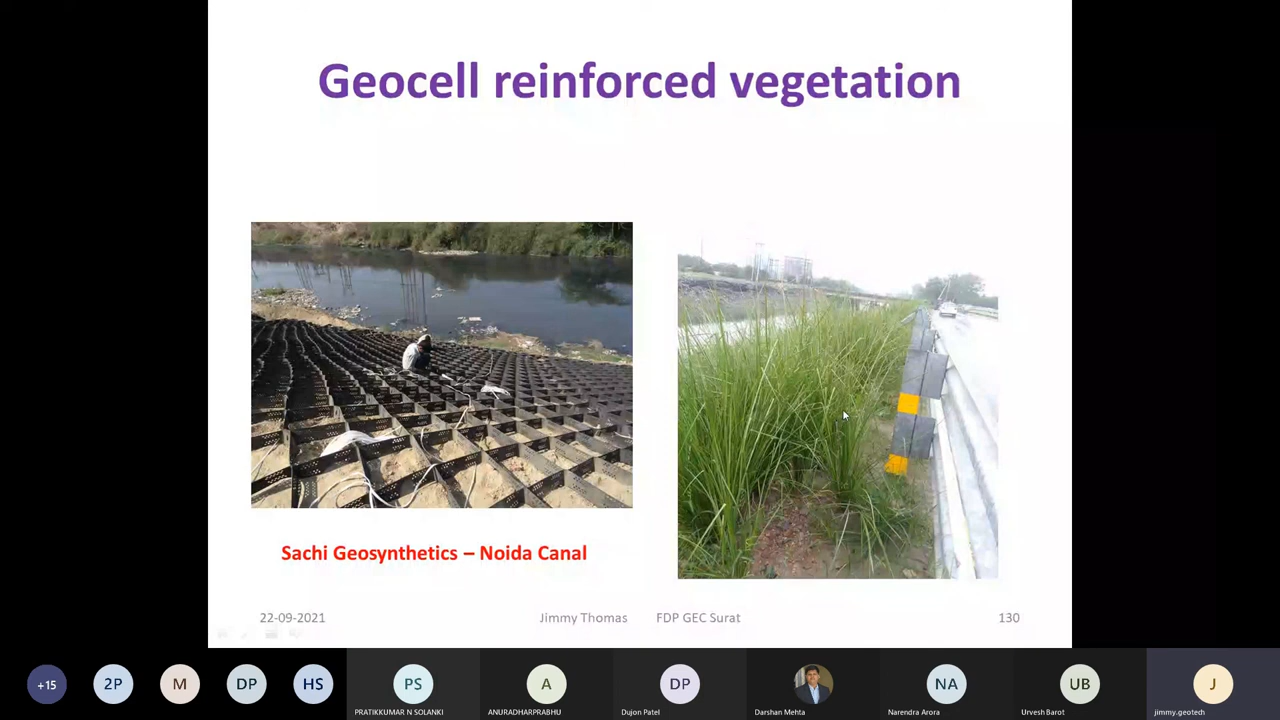 Geocell reinforced vegetation
Sachi Geosynthetics – Noida Canal
22-09-2021
Jimmy Thomas FDP GEC Surat
130
+15
2P
M
DP
HS
PS
A
DP
NA
UB
J
PRATIKKUMAR N SOLANKI
ANURADHARPRABHU
Dujon Patel
Darshan Mehta
Narendra Arora
Urvesh Barot
jimmy.geotech